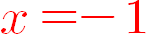 x = -1